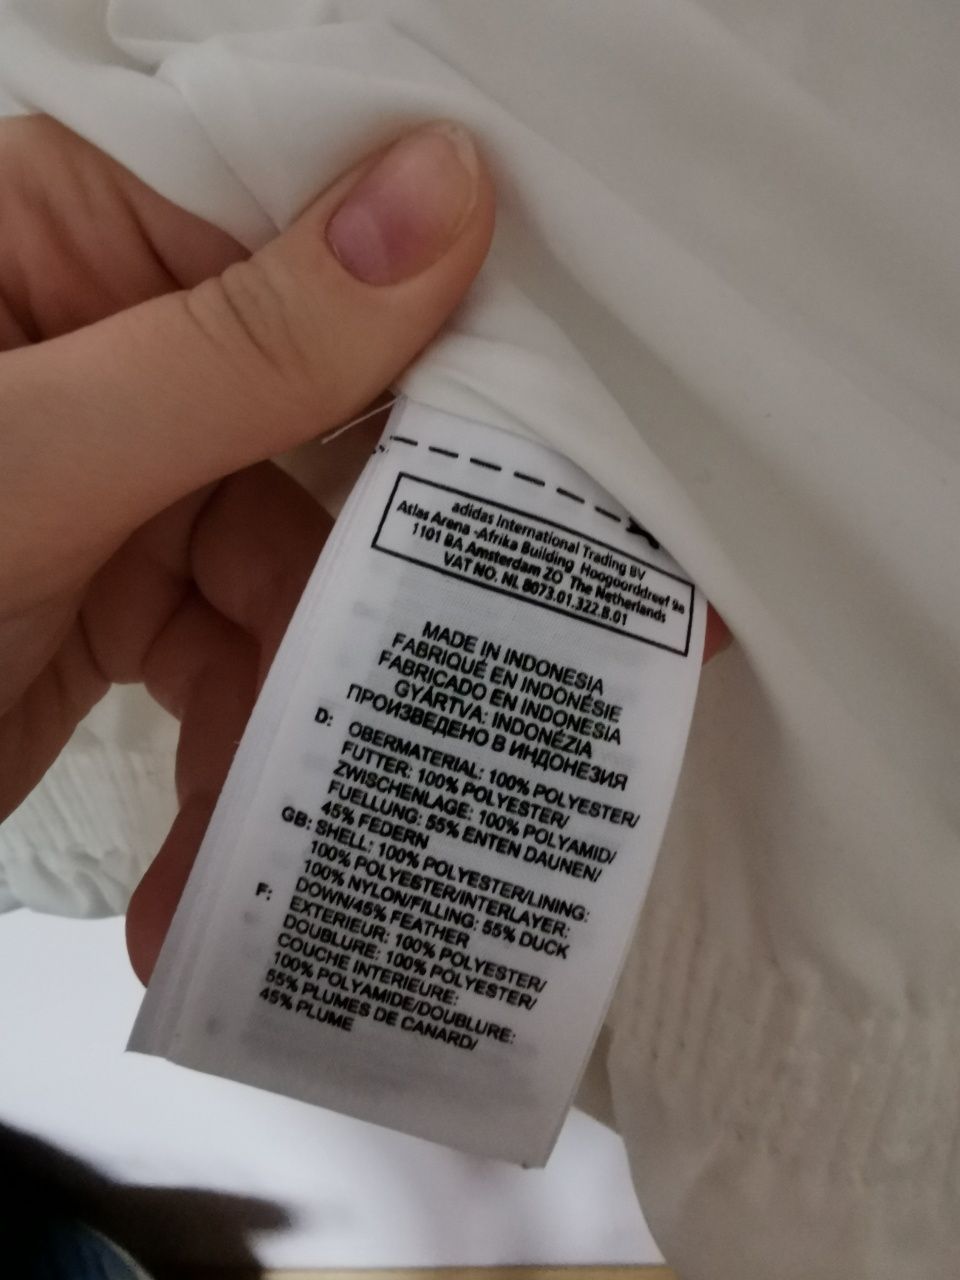 adidas International Trading BV
Atlas Arena -Afrika Building Hoogoorddreef 9a
1101 BA Amsterdam ZO The Netherlands
VAT NO. NL 8073.01.322.B.01
MADE IN INDONESIA
FABRIQUÉ EN INDONÉSIE
FABRICADO EN INDONESIA
GYÁRTVA: INDONÉZIA
ПРОИЗВЕДЕНО В ИНДОНЕЗИЯ
D: OBERMATERIAL: 100% POLYESTER/
FUTTER: 100% POLYESTER/
ZWISCHENLAGE: 100% POLYAMID/
FUELLUNG: 55% ENTEN DAUNEN/
45% FEDERN
GB: SHELL: 100% POLYESTER/LINING:
100% POLYESTER/INTERLAYER:
100% NYLON/FILLING: 55% DUCK
DOWN/45% FEATHER
F: EXTERIEUR: 100% POLYESTER/
DOUBLURE: 100% POLYESTER/
COUCHE INTERIEURE:
100% POLYAMIDE/DOUBLURE:
55% PLUMES DE CANARD/
45% PLUME